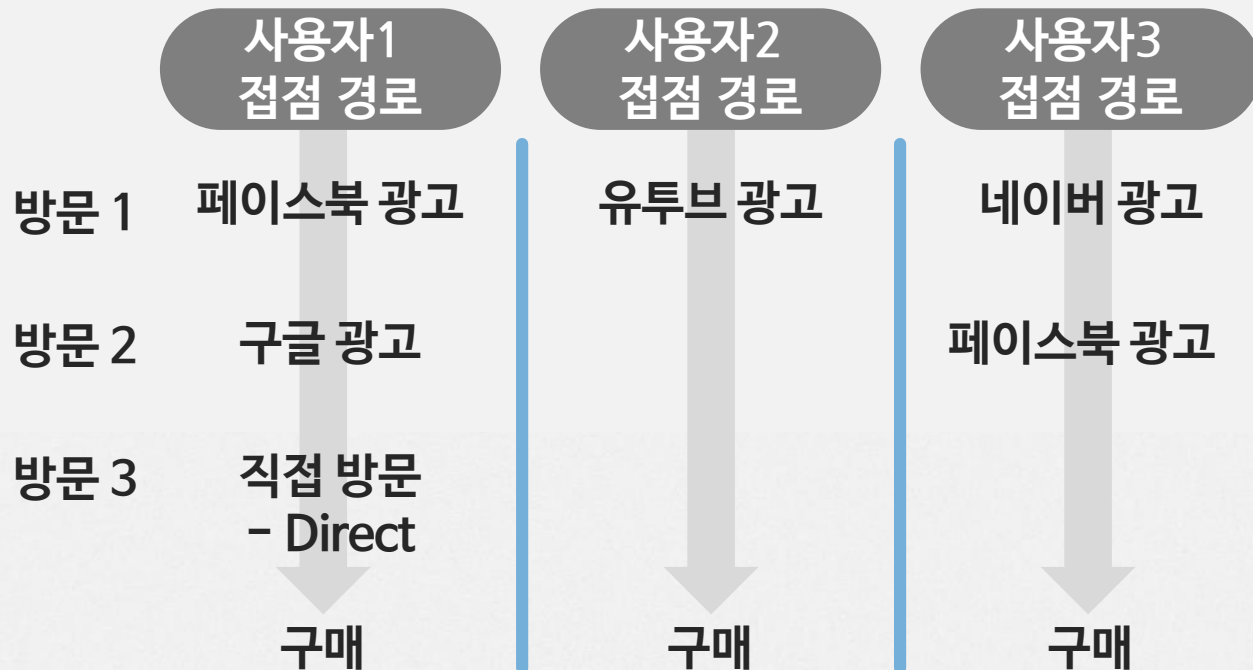 사용자1
접점 경로
사용자2
접점 경로
사용자3
접점 경로
방문 1
페이스북 광고
유투브 광고
네이버 광고
방문 2
구글 광고
페이스북 광고
방문 3
직접 방문
- Direct
구매
구매
구매